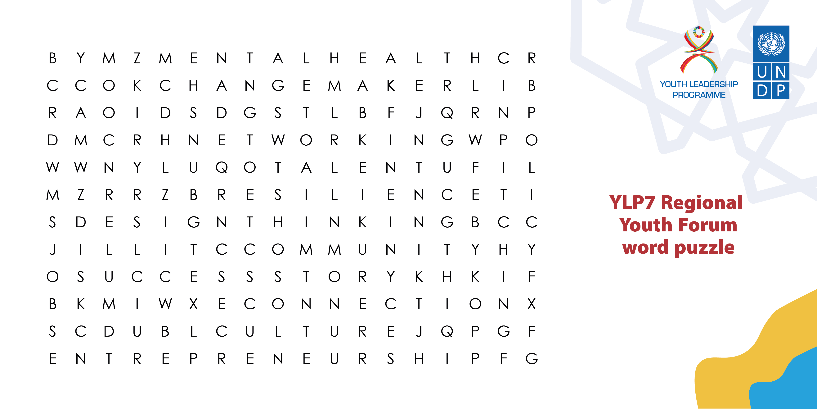 B Y M Z M E N T A L H E A L T H C R
C C O K C H A N G E M A K E R L I B
R A O I D S D G S T L B F J Q R N P
D M C R H N E T W O R K I N G W P O
W W N Y L U Q O T A L E N T U F I L
M Z R R Z B R E S I L I E N C E T I
S D E S I G N T H I N K I N G B C C
J I L L I T C C O M M U N I T Y H Y
O S U C C E S S S T O R Y K H K I F
B K M I W X E C O N N E C T I O N X
S C D U B L C U L T U R E J Q P G F
E N T R E P R E N E U R S H I P F G
YOUTH LEADERSHIP
PROGRAMME
U N
D P
YLP7 Regional
Youth Forum
word puzzle